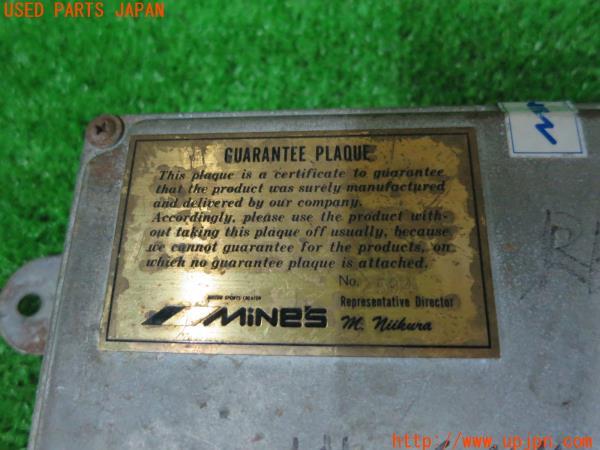 USED PARTS JAPAN
GUARANTEE PLAQUE
This plaque is a certificate to guarantee
that the product was surely manufactured
and delivered by our company.
Accordingly, please use the product with-
out taking this plaque off usually, because
we cannot guarantee for the products, on
which no guarantee plaque is attached.
No.
MOTOR SPORTS CREATOR
MINE'S
Representative Director
M. Niikura
http://www.upjpn.com/